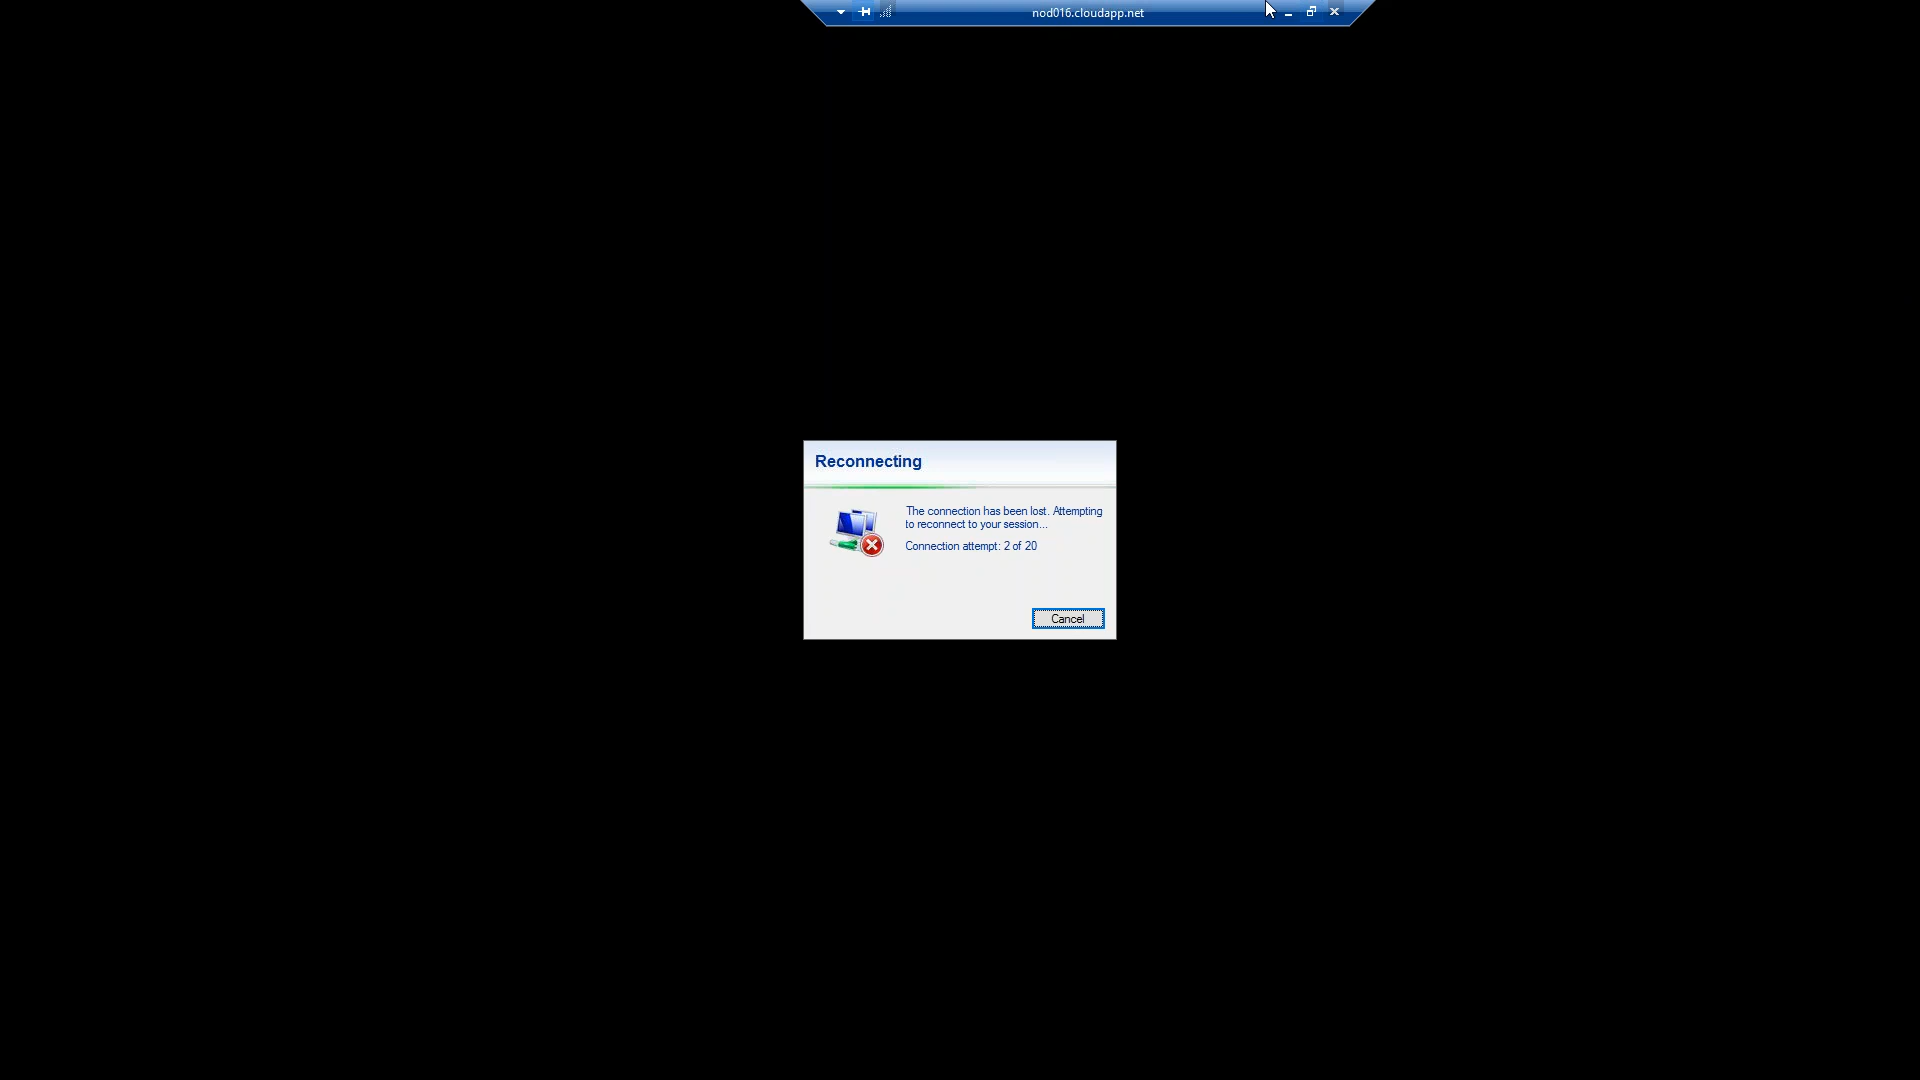 nod016.cloudapp.net
Reconnecting
The connection has been lost. Attempting
to reconnect to your session...
Connection attempt: 2 of 20
Cancel